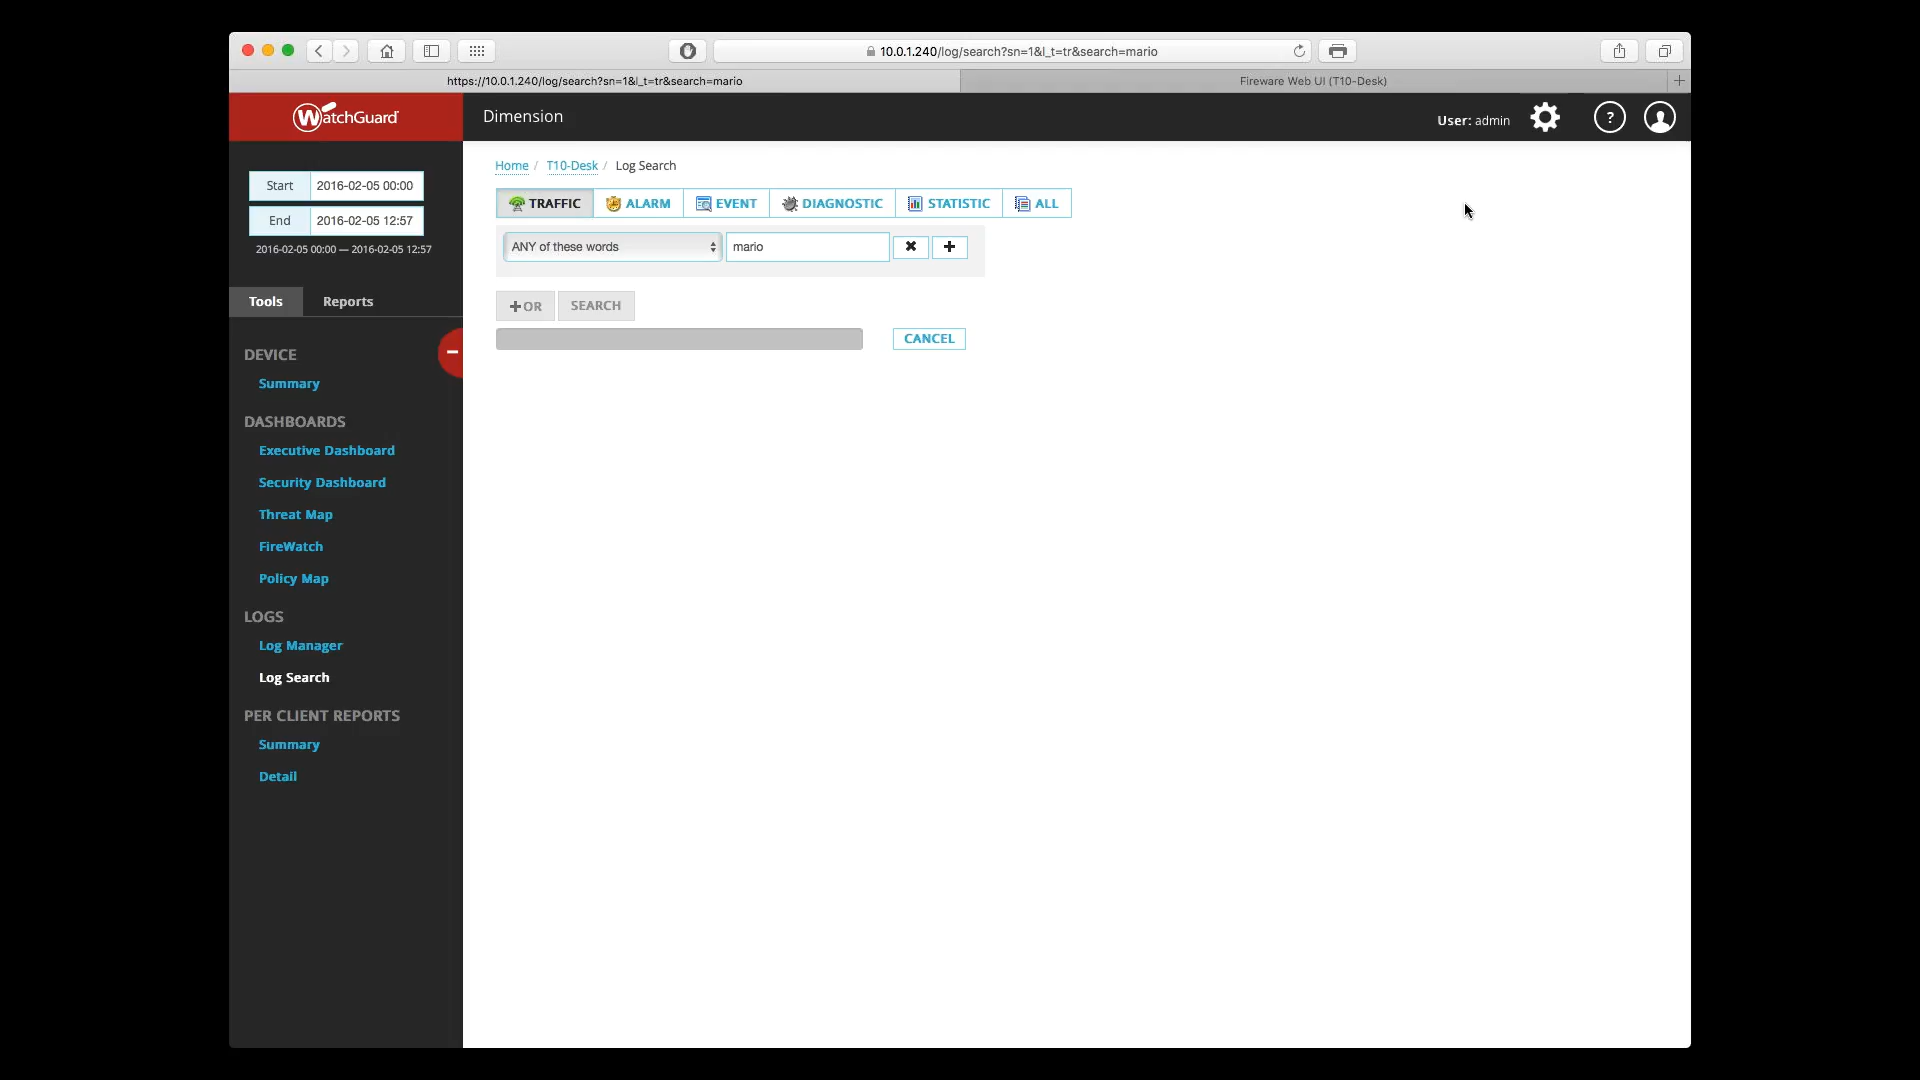 10.0.1.240/log/search?sn=1&l_t=tr&search=mario
https://10.0.1.240/log/search?sn=1&l_t=tr&search=mario
Fireware Web UI (T10-Desk)
WatchGuard
Dimension
User: admin
?
Start 2016-02-05 00:00
End 2016-02-05 12:57
2016-02-05 00:00 — 2016-02-05 12:57
Tools Reports
DEVICE
Summary
DASHBOARDS
Executive Dashboard
Security Dashboard
Threat Map
FireWatch
Policy Map
LOGS
Log Manager
Log Search
PER CLIENT REPORTS
Summary
Detail
Home / T10-Desk / Log Search
TRAFFIC ALARM EVENT DIAGNOSTIC STATISTIC ALL
ANY of these words mario
+OR SEARCH
CANCEL